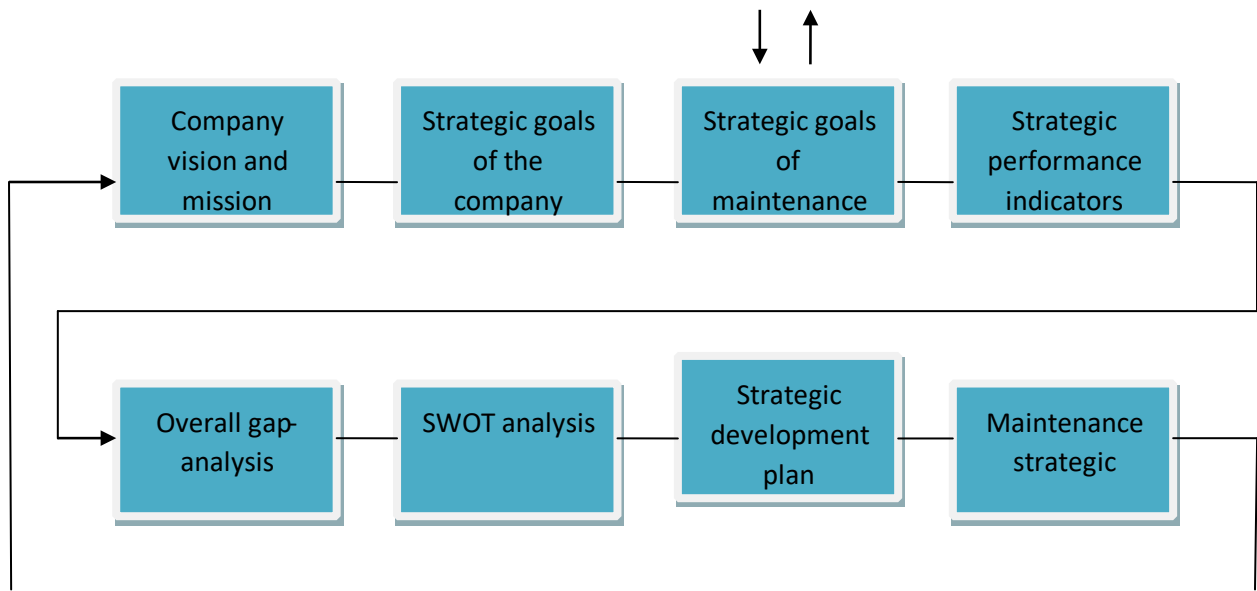 Company
vision and
mission
Strategic goals
of the
company
Strategic goals
of
maintenance
Strategic
performance
indicators
Overall gap-
analysis
SWOT analysis
Strategic
development
plan
Maintenance
strategic